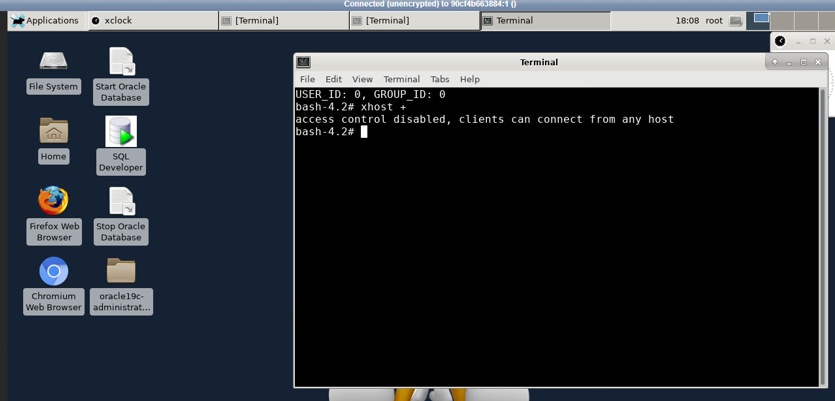 Connected (unencrypted) to 90cf4b663884:1 ()
Applications
xclock
[Terminal]
[Terminal]
Terminal
18:08 root
File System
Start Oracle
Database
Home
SQL
Developer
Firefox Web
Browser
Stop Oracle
Database
Chromium
Web Browser
oracle19c-
administrat...
Terminal
File Edit View Terminal Tabs Help
USER_ID: 0, GROUP_ID: 0
bash-4.2# xhost +
access control disabled, clients can connect from any host
bash-4.2#